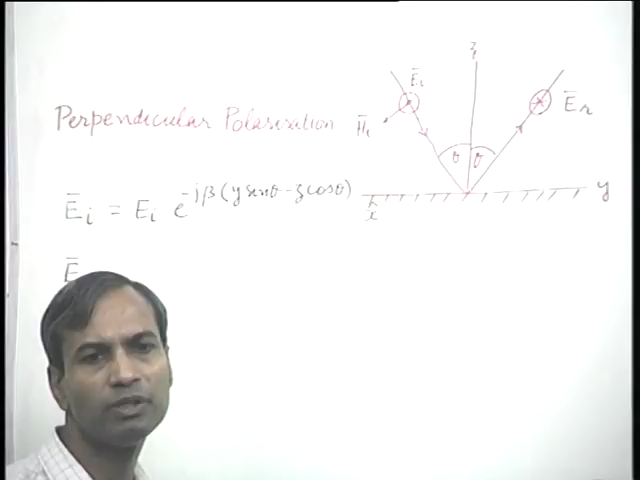 z
Ēi
Ēr
Perpendicular Polarisation
H̄i
θ θ
y
x
Ēi = Ei e^-jβ(y sinθ - z cosθ)
Ē